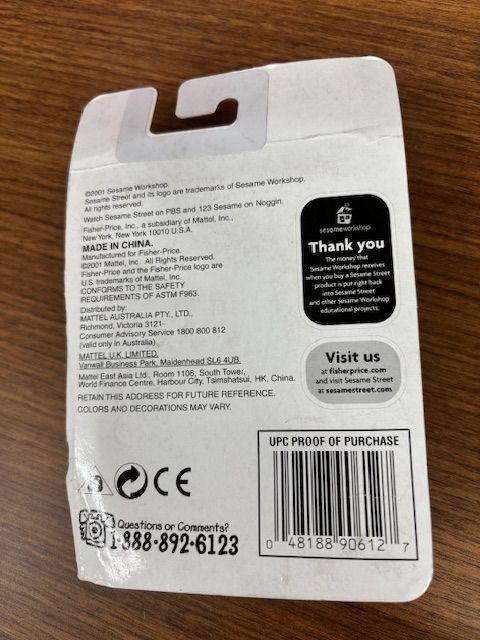 ©2001 Sesame Workshop.
Sesame Street and its logo are trademarks of Sesame Workshop.
All rights reserved.
Watch Sesame Street on PBS and 123 Sesame on Noggin.
Fisher-Price, Inc., a subsidiary of Mattel, Inc.,
New York, New York 10010 U.S.A.
MADE IN CHINA.
Manufactured for Fisher-Price.
©2001 Mattel, Inc. All Rights Reserved.
Fisher-Price and the Fisher-Price logo are
U.S. trademarks of Mattel, Inc.
CONFORMS TO THE SAFETY
REQUIREMENTS OF ASTM F963.
Distributed by:
MATTEL AUSTRALIA PTY., LTD.,
Richmond, Victoria 3121-
Consumer Advisory Service 1800 800 812
(valid only in Australia).
MATTEL U.K. LIMITED,
Vanwall Business Park, Maidenhead SL6 4UB.
Mattel East Asia Ltd., Room 1106, South Tower,
World Finance Centre, Harbour City, Tsimshatsui, HK, China.
RETAIN THIS ADDRESS FOR FUTURE REFERENCE.
COLORS AND DECORATIONS MAY VARY.
sesameworkshop.
Thank you
The money that
Sesame Workshop receives
when you buy a Sesame Street
product is put right back
into Sesame Street
and other Sesame Workshop
educational projects.
Visit us
at fisherprice.com
and visit Sesame Street
at sesamestreet.com
CE
Questions or Comments?
1-888-892-6123
UPC PROOF OF PURCHASE
0 48188 90612 7